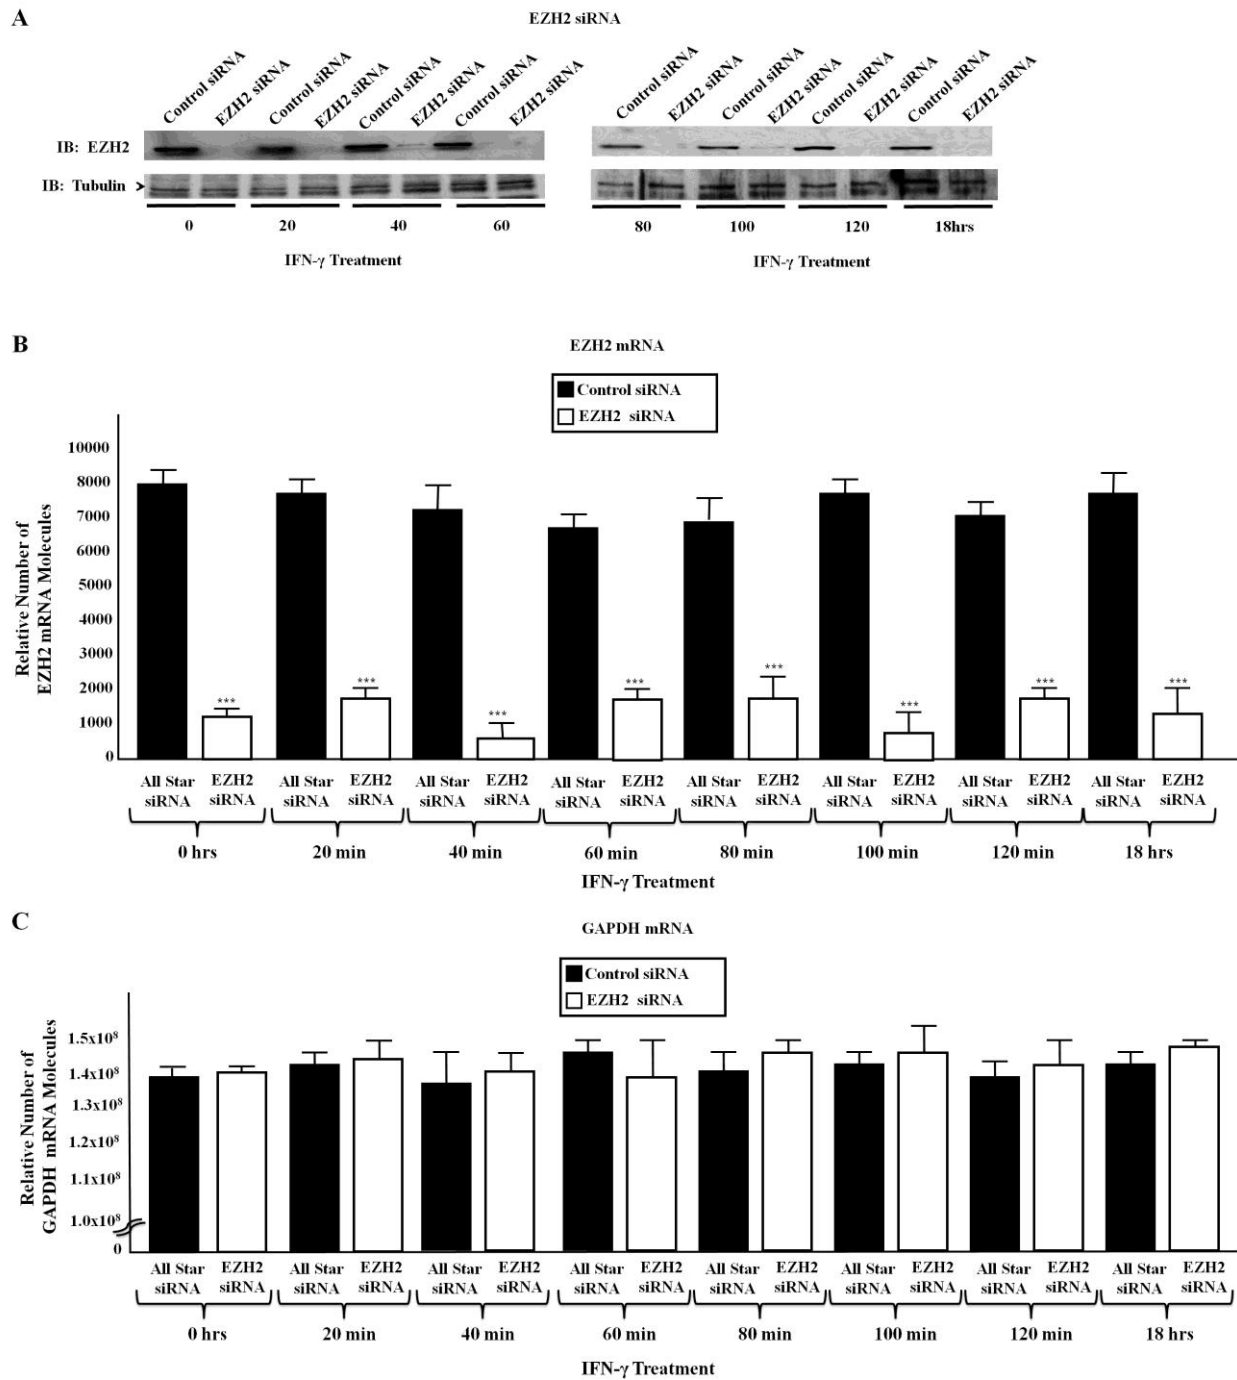 A
EZH2 siRNA
Control siRNA EZH2 siRNA Control siRNA EZH2 siRNA Control siRNA EZH2 siRNA Control siRNA EZH2 siRNA
Control siRNA EZH2 siRNA Control siRNA EZH2 siRNA Control siRNA EZH2 siRNA Control siRNA EZH2 siRNA
IB: EZH2
IB: Tubulin
0 20 40 60 80 100 120 18hrs
IFN-γ Treatment IFN-γ Treatment
B
EZH2 mRNA
Control siRNA
EZH2 siRNA
Relative Number of
EZH2 mRNA Molecules
10000
8000
7000
6000
5000
4000
3000
2000
1000
0
*** *** *** *** *** *** *** ***
All Star EZH2 All Star EZH2 All Star EZH2 All Star EZH2 All Star EZH2 All Star EZH2 All Star EZH2 All Star EZH2
siRNA siRNA siRNA siRNA siRNA siRNA siRNA siRNA siRNA siRNA siRNA siRNA siRNA siRNA siRNA siRNA
0 hrs 20 min 40 min 60 min 80 min 100 min 120 min 18 hrs
IFN-γ Treatment
C
GAPDH mRNA
Control siRNA
EZH2 siRNA
Relative Number of
GAPDH mRNA Molecules
1.5x10⁸
1.4x10⁸
1.3x10⁸
1.2x10⁸
1.1x10⁸
1.0x10⁸
0
All Star EZH2 All Star EZH2 All Star EZH2 All Star EZH2 All Star EZH2 All Star EZH2 All Star EZH2 All Star EZH2
siRNA siRNA siRNA siRNA siRNA siRNA siRNA siRNA siRNA siRNA siRNA siRNA siRNA siRNA siRNA siRNA
0 hrs 20 min 40 min 60 min 80 min 100 min 120 min 18 hrs
IFN-γ Treatment